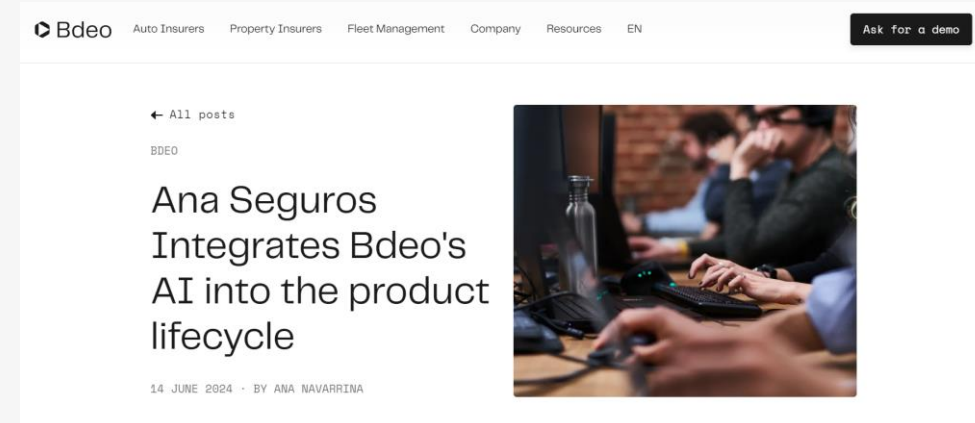 Bdeo
Auto Insurers
Property Insurers
Fleet Management
Company
Resources
EN
Ask for a demo
← All posts
BDEO
Ana Seguros
Integrates Bdeo's
AI into the product
lifecycle
14 JUNE 2024 · BY ANA NAVARRINA